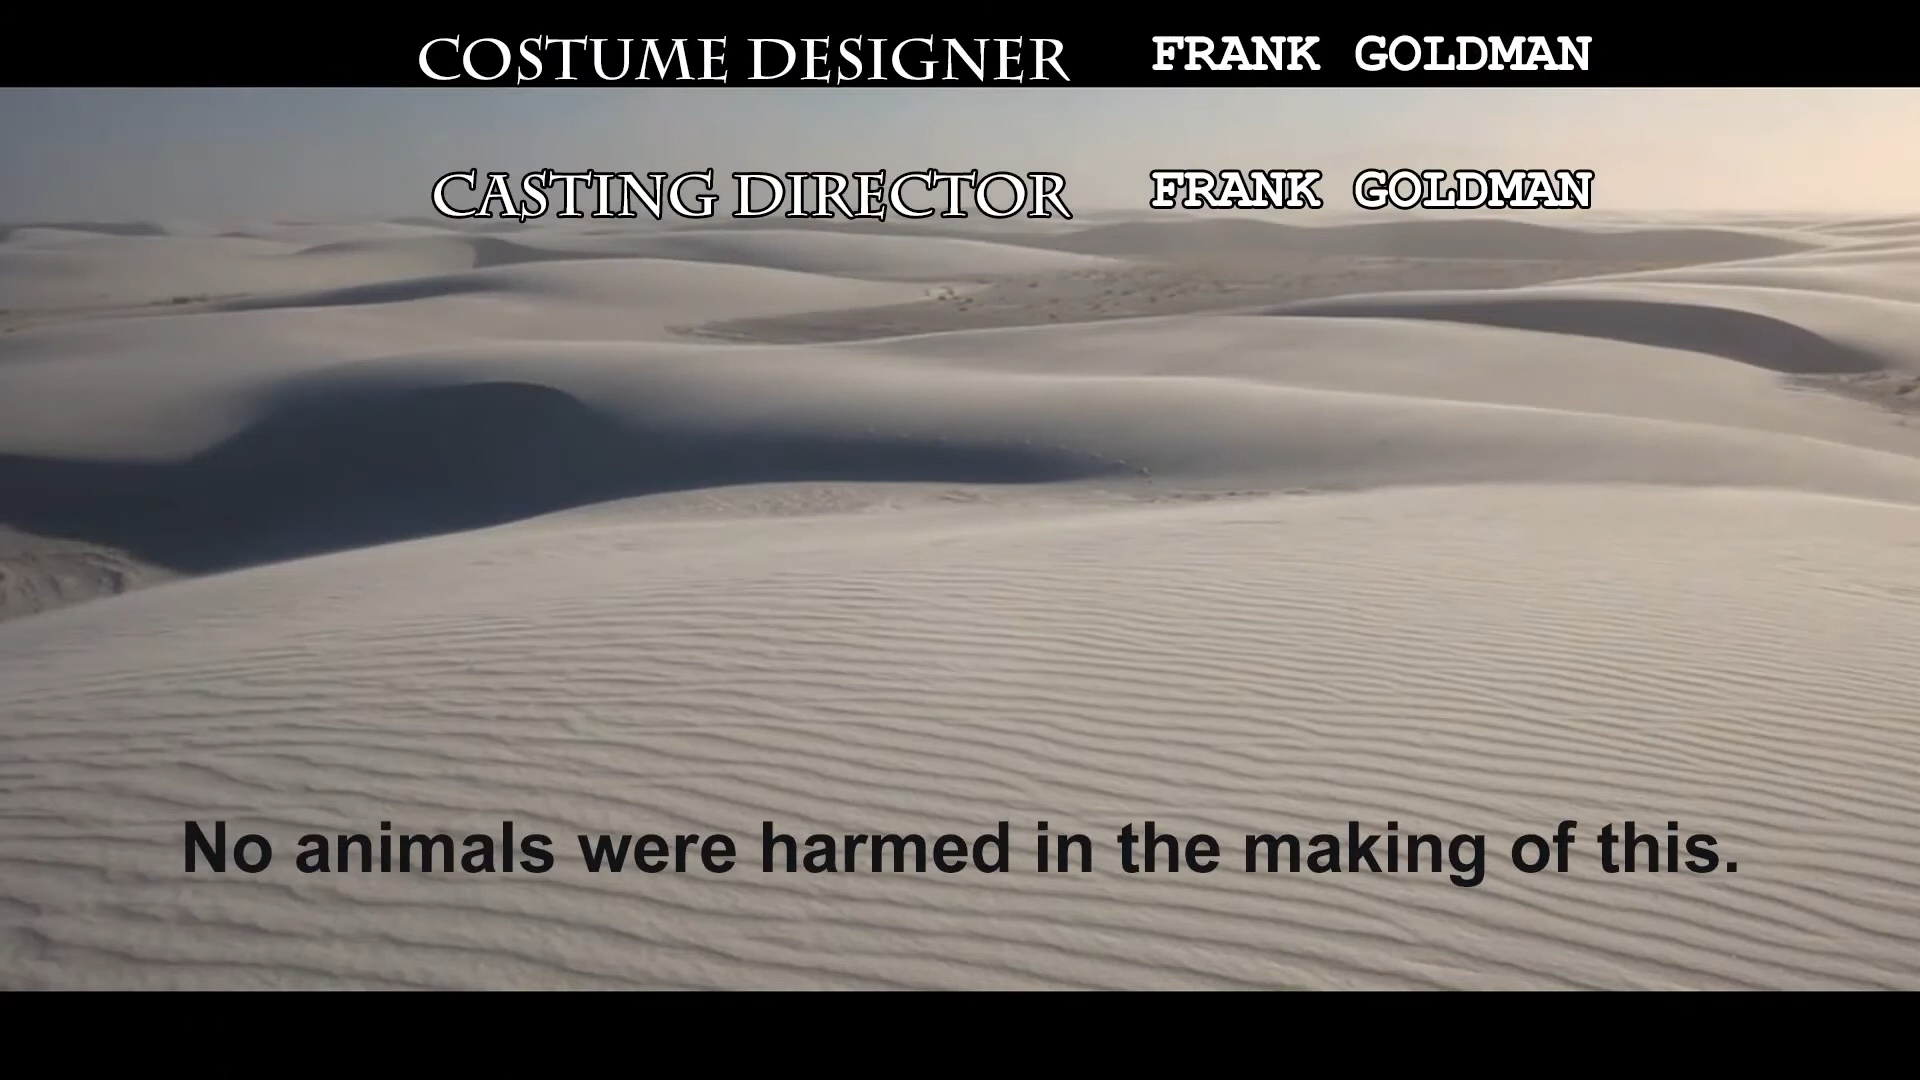 COSTUME DESIGNER FRANK GOLDMAN
CASTING DIRECTOR FRANK GOLDMAN
No animals were harmed in the making of this.